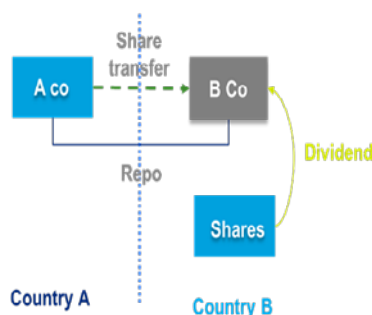 Share
transfer
A co
B Co
Dividend
Repo
Shares
Country A
Country B